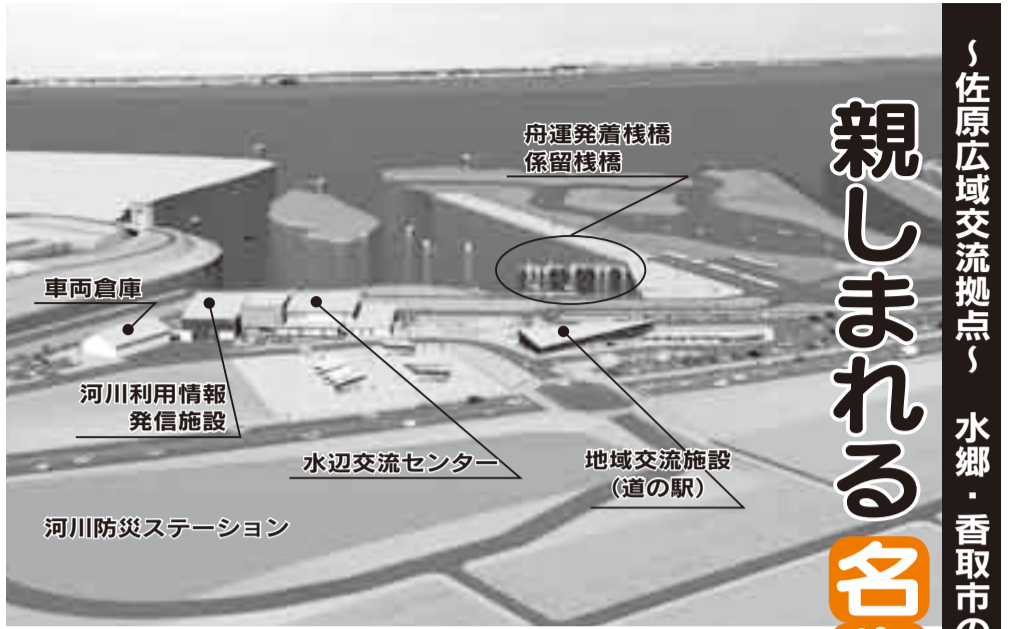 ～佐原広域交流拠点～　水郷・香取市の
親しまれる名
舟運発着桟橋
係留桟橋
車両倉庫
河川利用情報
発信施設
水辺交流センター
地域交流施設
（道の駅）
河川防災ステーション